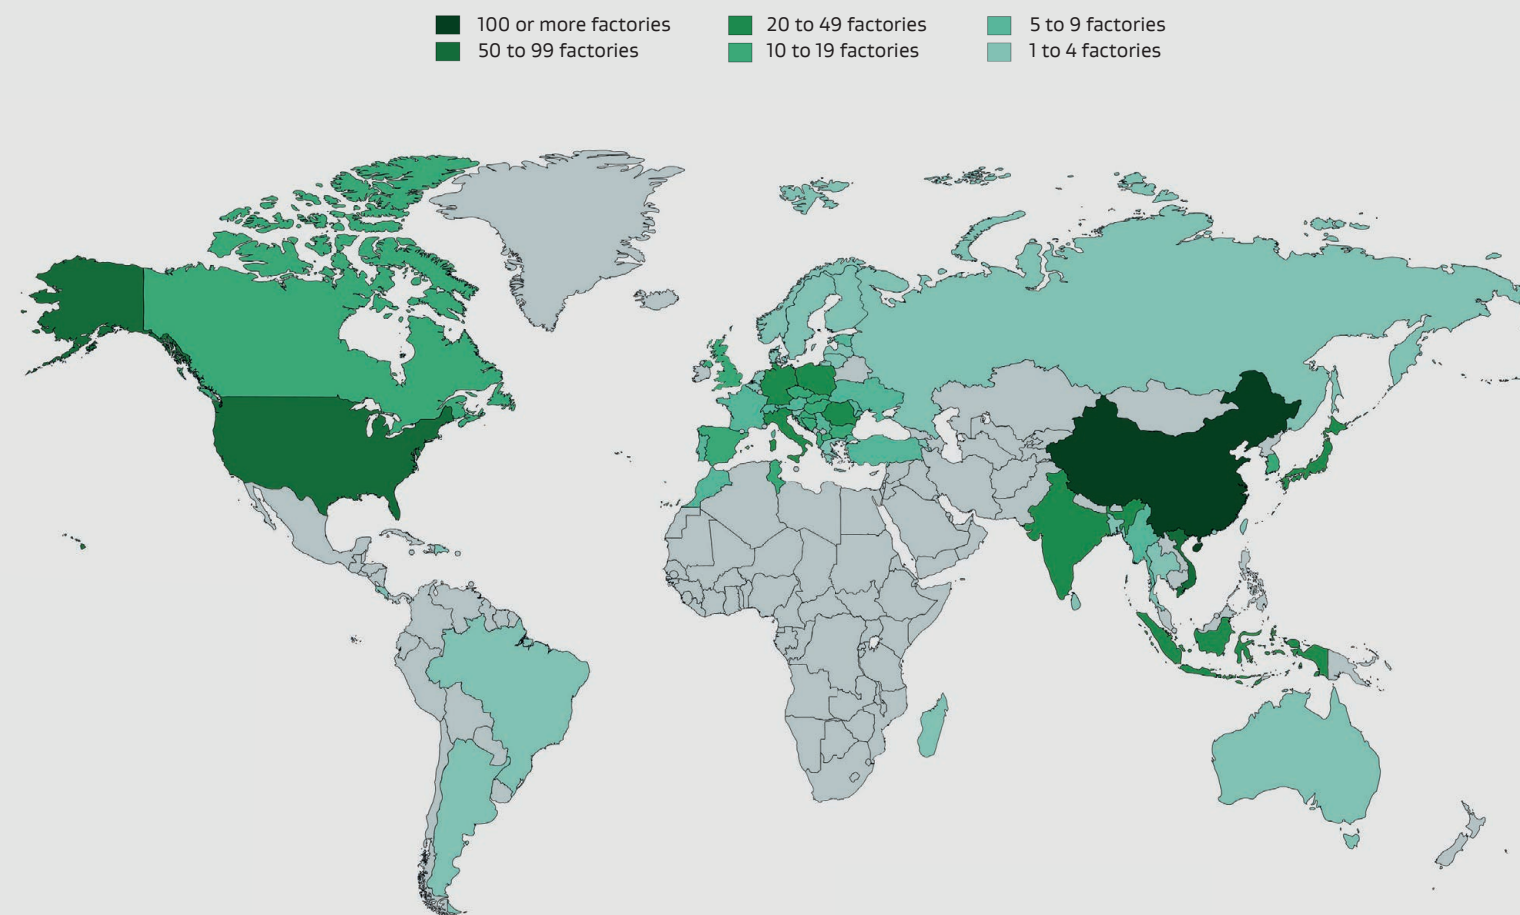 100 or more factories
50 to 99 factories
20 to 49 factories
10 to 19 factories
5 to 9 factories
1 to 4 factories